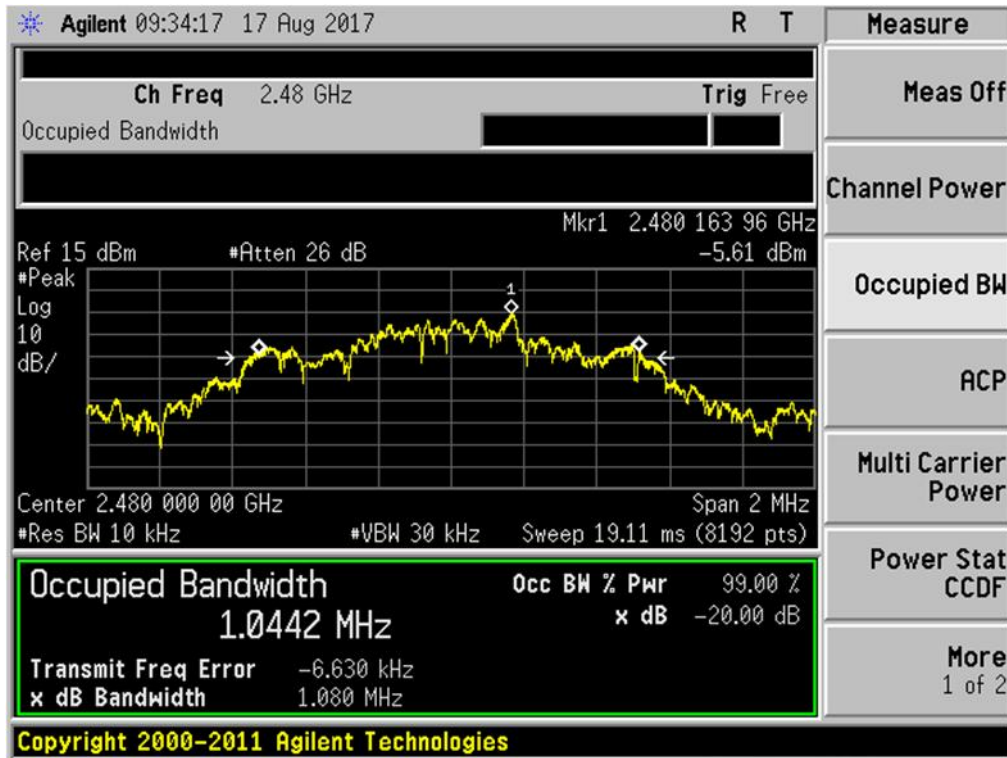 Agilent 09:34:17 17 Aug 2017 R T
Measure
Ch Freq 2.48 GHz Trig Free
Occupied Bandwidth
Meas Off
Channel Power
Occupied BW
ACP
Multi Carrier
Power
Power Stat
CCDF
More
1 of 2
Mkr1 2.480 163 96 GHz
Ref 15 dBm #Atten 26 dB -5.61 dBm
#Peak
Log
10
dB/
1
Center 2.480 000 00 GHz Span 2 MHz
#Res BW 10 kHz #VBW 30 kHz Sweep 19.11 ms (8192 pts)
Occupied Bandwidth Occ BW % Pwr 99.00 %
1.0442 MHz x dB -20.00 dB
Transmit Freq Error -6.630 kHz
x dB Bandwidth 1.080 MHz
Copyright 2000-2011 Agilent Technologies